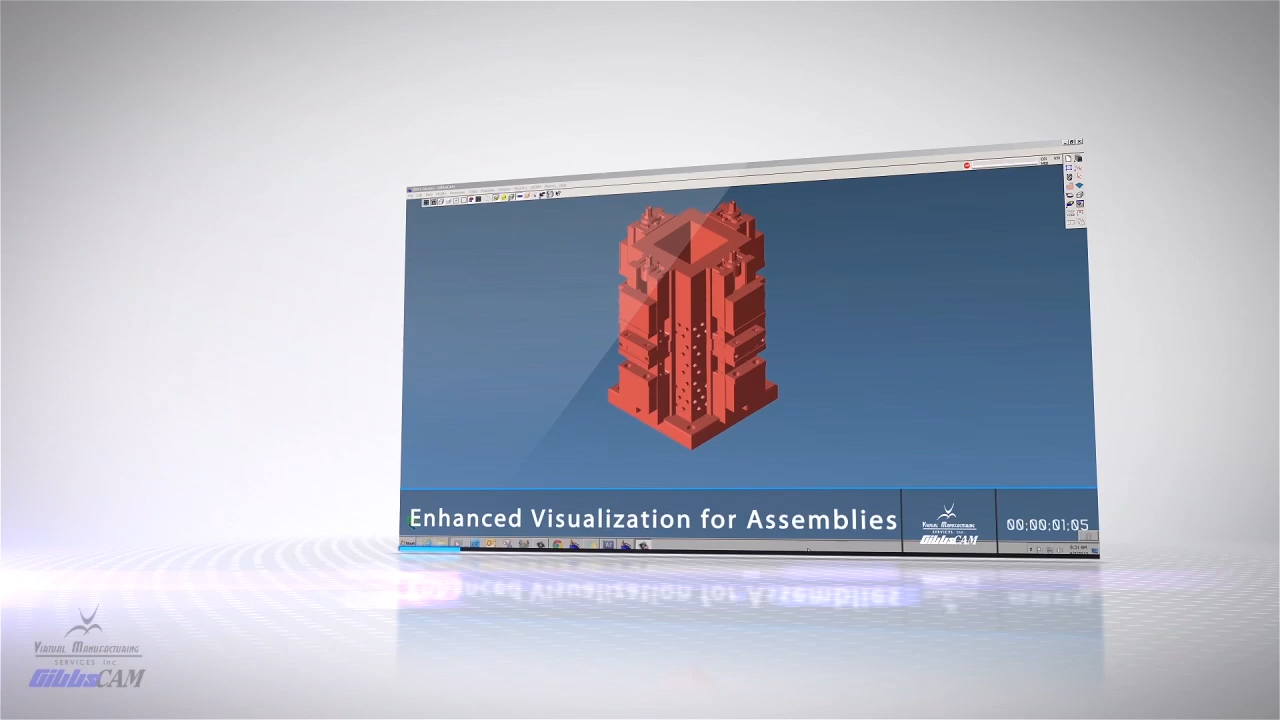 Enhanced Visualization for Assemblies
Virtual Manufacturing
Services, Inc.
GibbsCAM
00:00:01:05
Virtual Manufacturing
Services, Inc.
GibbsCAM